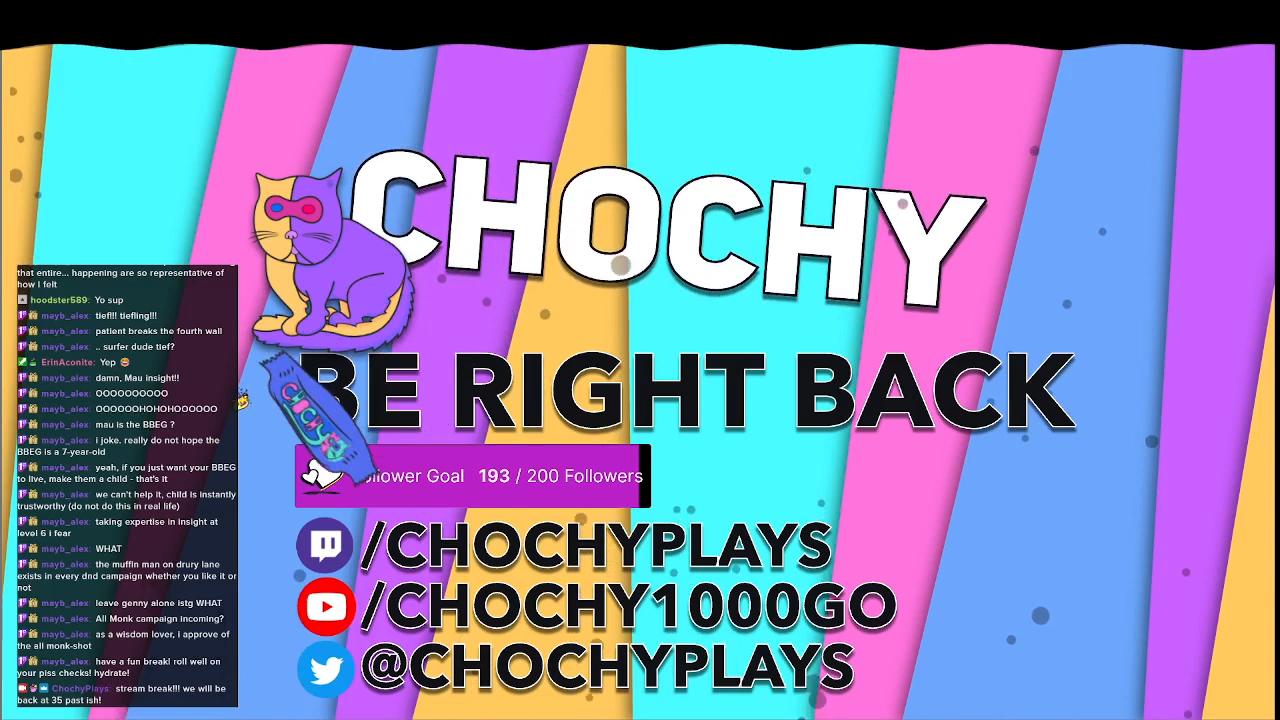 CHOCHY
BE RIGHT BACK
Follower Goal 193 / 200 Followers
/CHOCHYPLAYS
/CHOCHY1000GO
@CHOCHYPLAYS
that entire... happening are so representative of
how I felt
hoodster589: Yo sup
mayb_alex: tief!!! tiefling!!!
mayb_alex: patient breaks the fourth wall
mayb_alex: .. surfer dude tief?
ErinAconite: Yep
mayb_alex: damn, Mau insight!!
mayb_alex: OOOOOOOOOO
mayb_alex: OOOOOOHOHOHOOOOOO
mayb_alex: mau is the BBEG ?
mayb_alex: i joke. really do not hope the
BBEG is a 7-year-old
mayb_alex: yeah, if you just want your BBEG
to live, make them a child - that's it
mayb_alex: we can't help it, child is instantly
trustworthy (do not do this in real life)
mayb_alex: taking expertise in insight at
level 6 i fear
mayb_alex: WHAT
mayb_alex: the muffin man on drury lane
exists in every dnd campaign whether you like it or
not
mayb_alex: leave genny alone istg WHAT
mayb_alex: All Monk campaign incoming?
mayb_alex: as a wisdom lover, i approve of
the all monk-shot
mayb_alex: have a fun break! roll well on
your piss checks! hydrate!
ChochyPlays: stream break!!! we will be
back at 35 past ish!